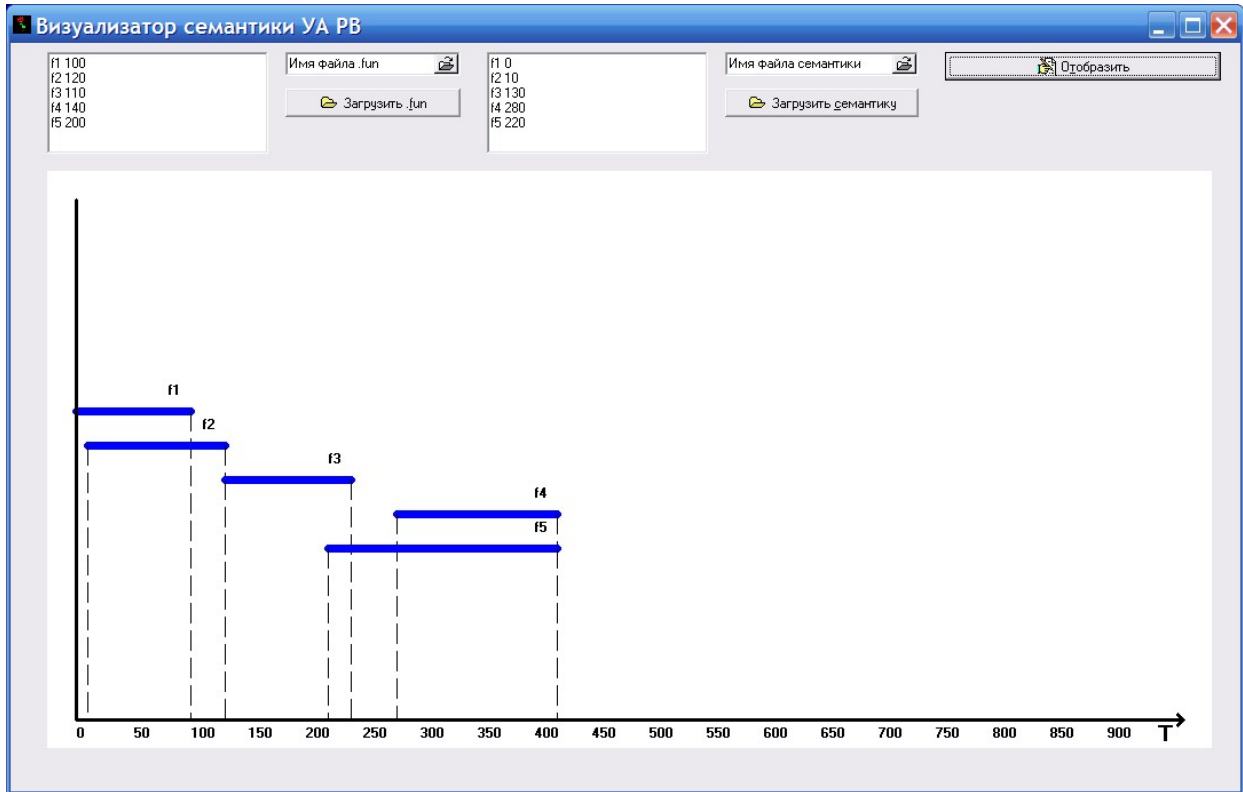 Визуализатор семантики УА РВ
f1 100
f2 120
f3 110
f4 140
f5 200
Имя файла .fun
Загрузить .fun
f1 0
f2 10
f3 130
f4 280
f5 220
Имя файла семантики
Загрузить семантику
Отобразить
f1
f2
f3
f4
f5
0 50 100 150 200 250 300 350 400 450 500 550 600 650 700 750 800 850 900 T